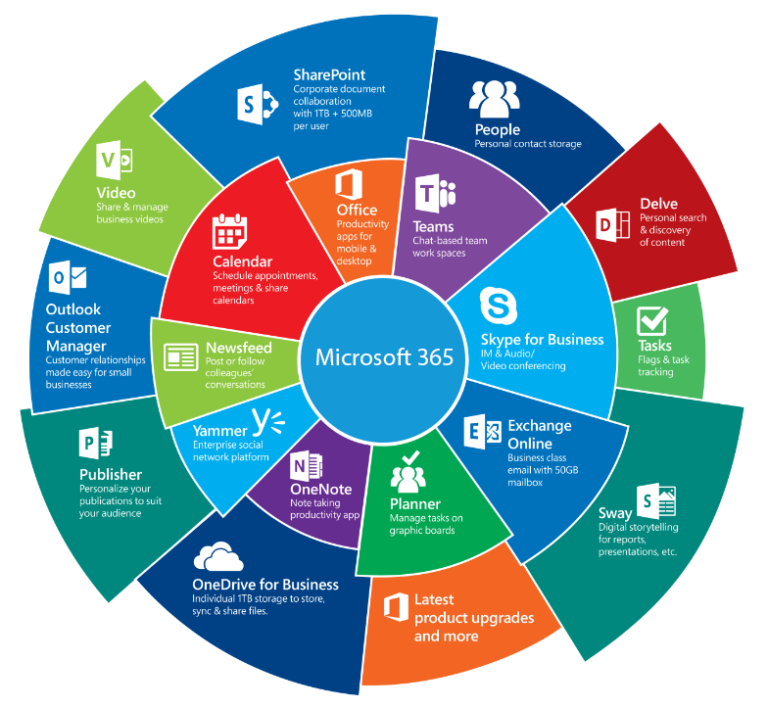 SharePoint
Corporate document
collaboration
with 1TB + 500MB
per user
S
People
Personal contact storage
Delve
Personal search
& discovery
of content
D
Tasks
Flags & task
tracking
Sway
S
Digital storytelling
for reports,
presentations, etc.
Latest
product upgrades
and more
OneDrive for Business
Individual 1TB storage to store,
sync & share files.
P
Publisher
Personalize your
publications to suit
your audience
O
Outlook
Customer
Manager
Customer relationships
made easy for small
businesses
V
Video
Share & manage
business videos
Office
Productivity
apps for
mobile &
desktop
T
Teams
Chat-based team
work spaces
S
Skype for Business
IM & Audio/
Video conferencing
E
Exchange
Online
Business class
email with 50GB
mailbox
Planner
Manage tasks on
graphic boards
N
OneNote
Note taking
productivity app
Yammer
Enterprise social
network platform
Newsfeed
Post or follow
colleagues'
conversations
Calendar
Schedule appointments,
meetings & share
calendars
Microsoft 365